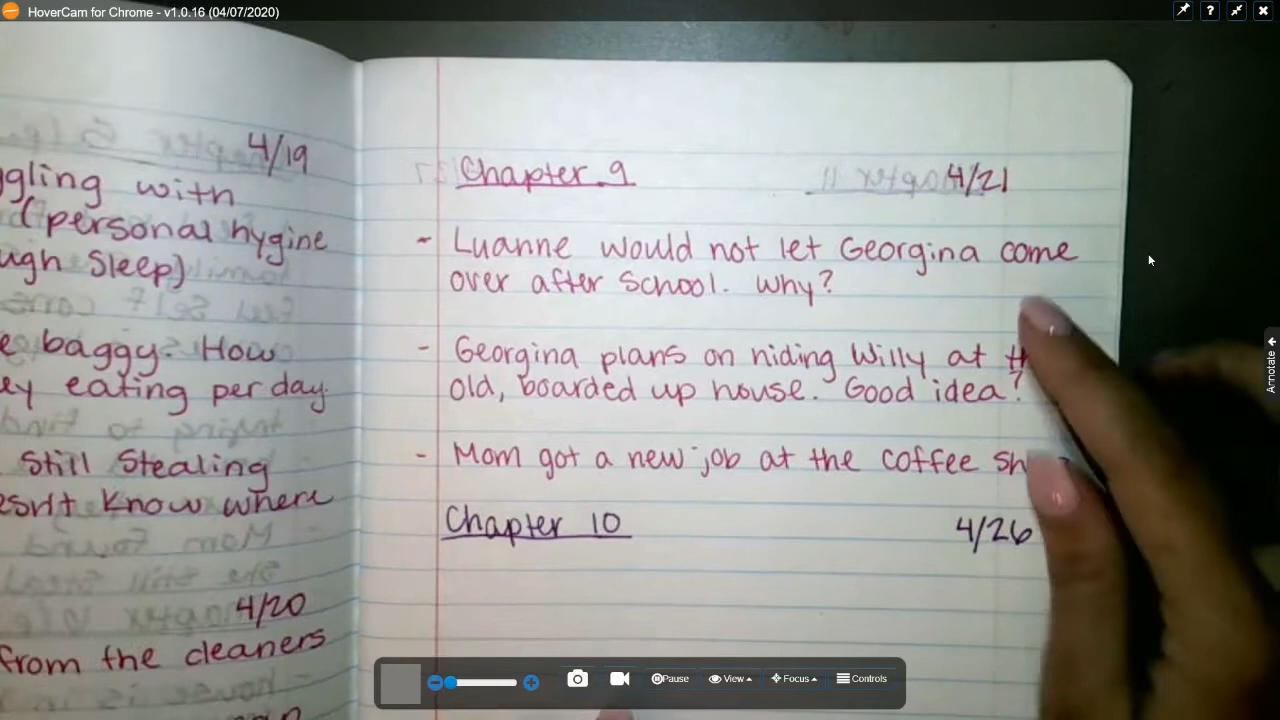 HoverCam for Chrome - v1.0.16 (04/07/2020)
4/19
gling with
(personal hygine
ugh Sleep)
e baggy. How
ey eating per day.
Still Stealing
esn't know where
4/20
from the cleaners
Chapter 9 4/21
- Luanne would not let Georgina come
over after school. Why?
- Georgina plans on hiding Willy at
old, boarded up house. Good idea?
- Mom got a new job at the coffee sh
Chapter 10 4/26
Annotate
Pause View Focus Controls